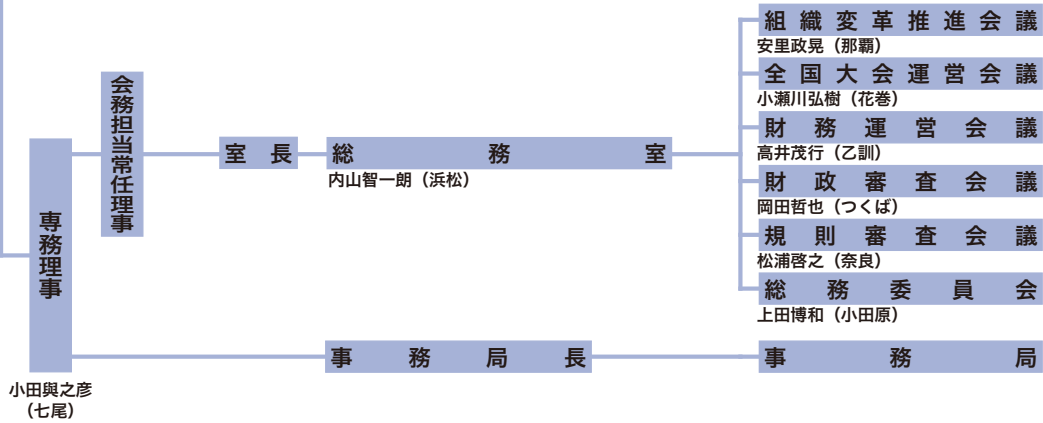 専務理事
小田與之彦
（七尾）
会務担当常任理事
室長
総務室
内山智一朗（浜松）
組織変革推進会議
安里政晃（那覇）
全国大会運営会議
小瀬川弘樹（花巻）
財務運営会議
高井茂行（乙訓）
財政審査会議
岡田哲也（つくば）
規則審査会議
松浦啓之（奈良）
総務委員会
上田博和（小田原）
事務局長
事務局